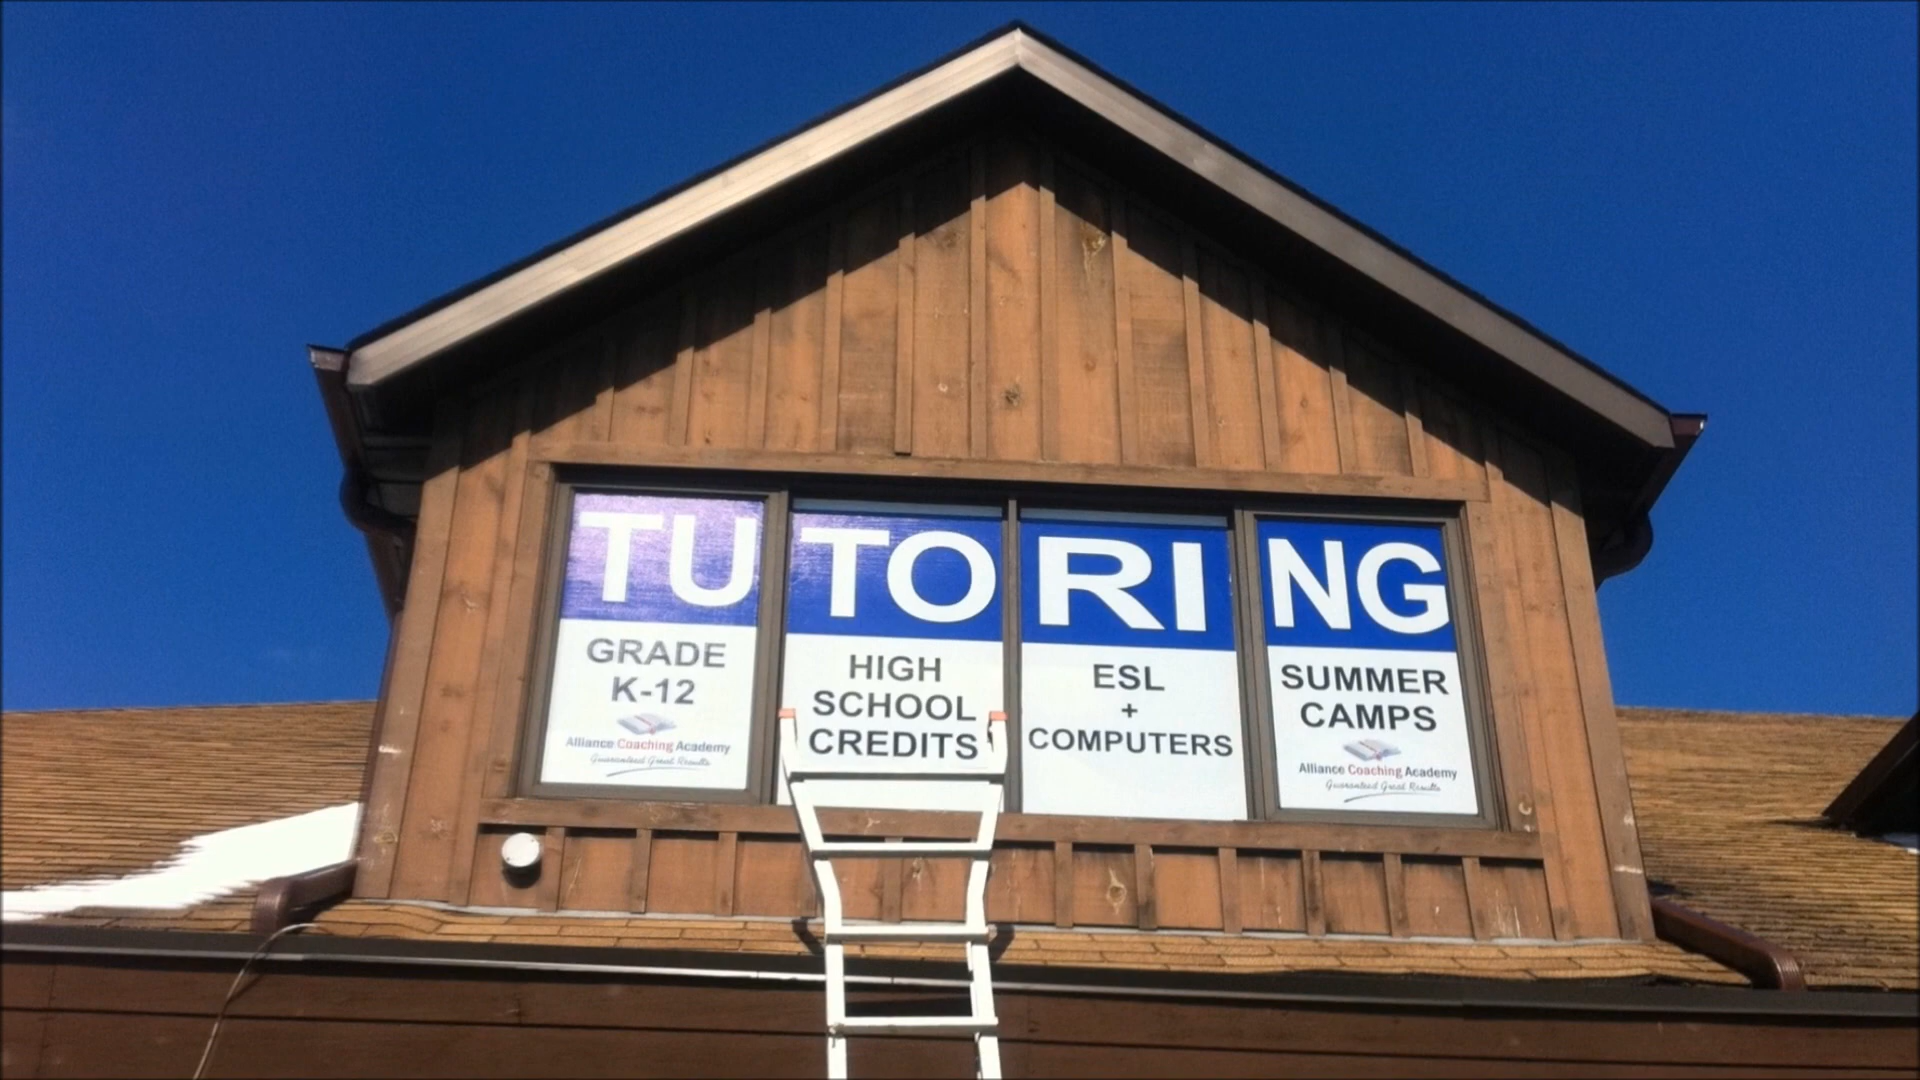 TUTORING
GRADE
K-12
Alliance Coaching Academy
Guaranteed Great Results
HIGH
SCHOOL
CREDITS
ESL
+
COMPUTERS
SUMMER
CAMPS
Alliance Coaching Academy
Guaranteed Great Results